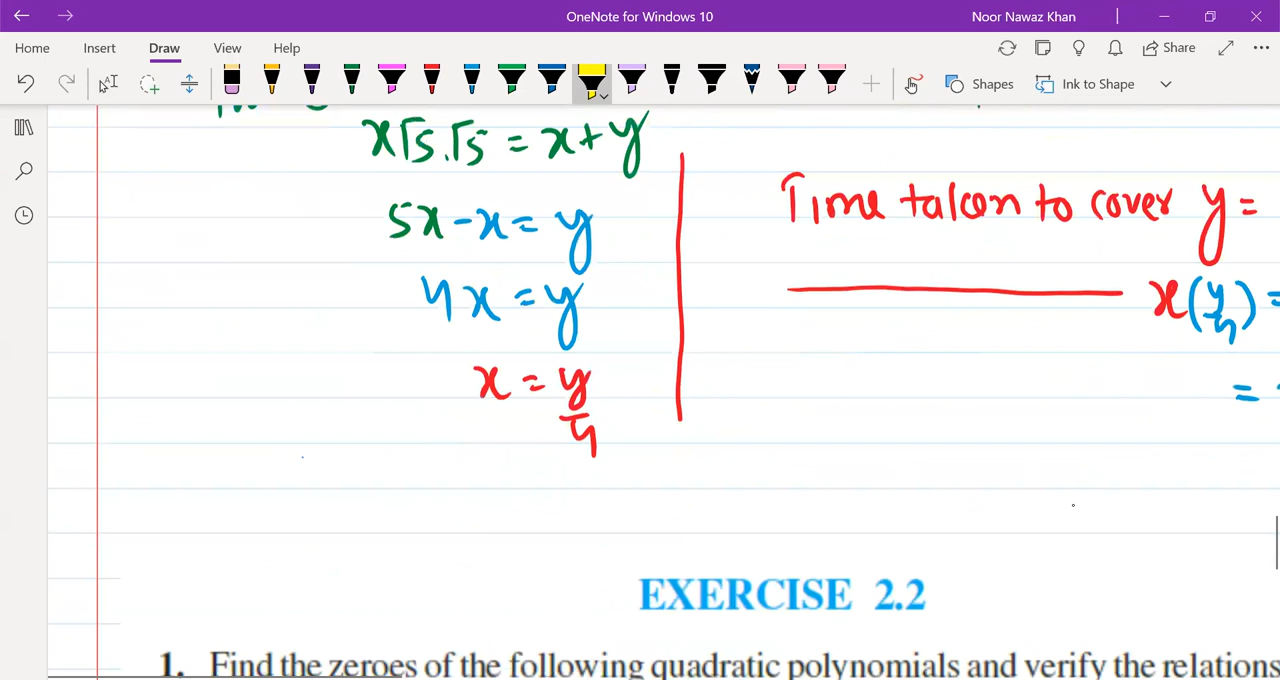 OneNote for Windows 10
Noor Nawaz Khan
Home Insert Draw View Help
Share
Shapes Ink to Shape
x√5.√5 = x+y
5x-x = y
4x = y
x = y/4
Time taken to cover y =
x(y/4) =
=
EXERCISE 2.2
1. Find the zeroes of the following quadratic polynomials and verify the relations